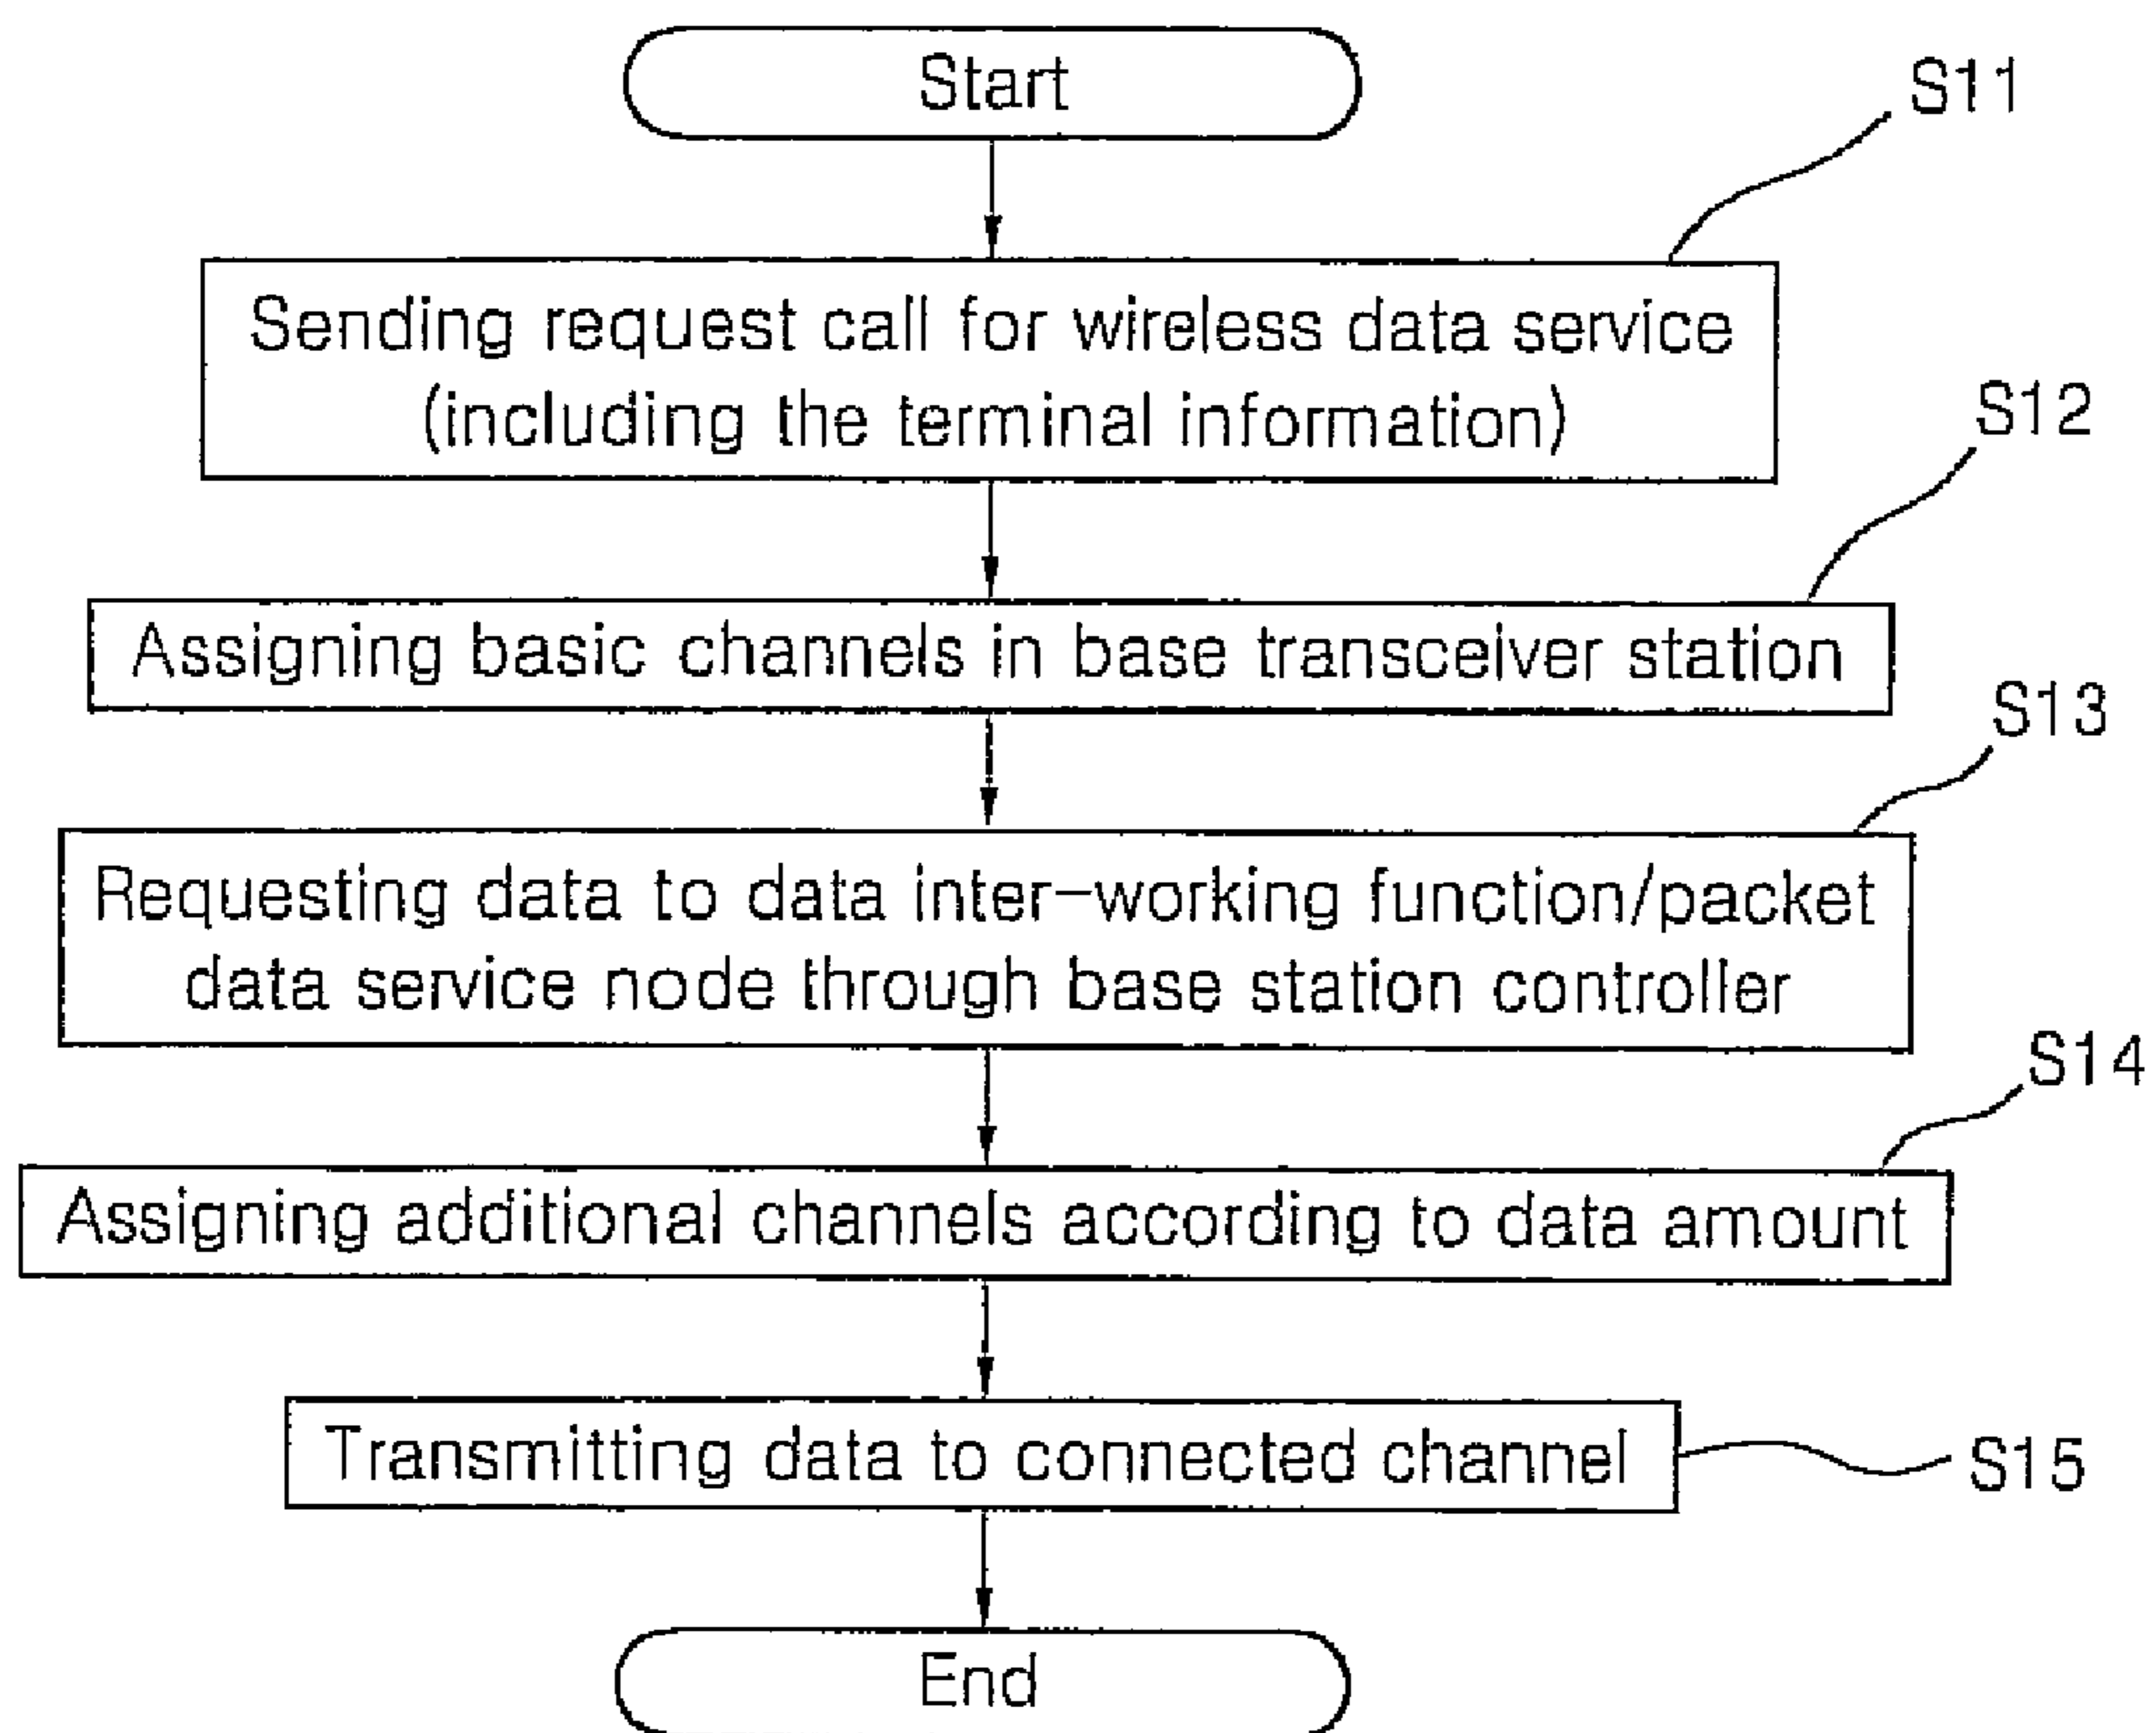 Start
S11
Sending request call for wireless data service
(including the terminal information)
S12
Assigning basic channels in base transceiver station
S13
Requesting data to data inter-working function/packet
data service node through base station controller
S14
Assigning additional channels according to data amount
Transmitting data to connected channel
S15
End